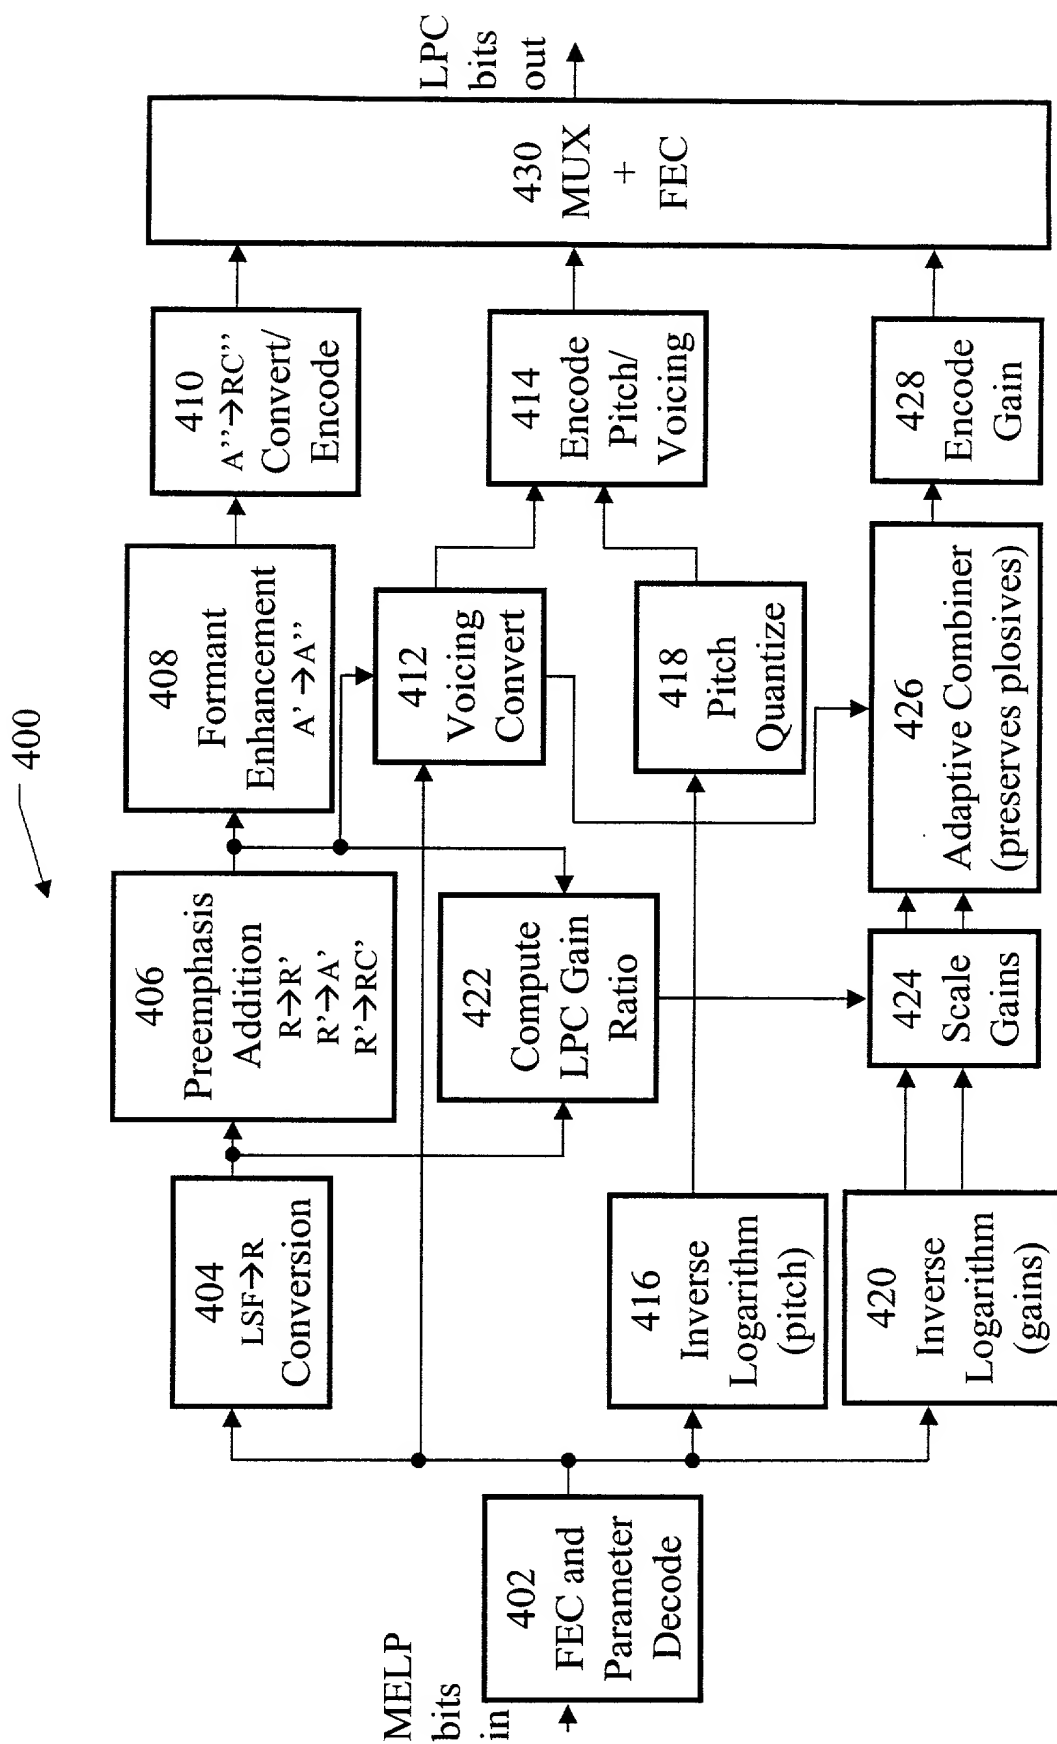 400
MELP
bits
in
402
FEC and
Parameter
Decode
404
LSF→R
Conversion
406
Preemphasis
Addition
R→R'
R'→A'
R'→RC'
408
Formant
Enhancement
A'→A''
410
A''→RC''
Convert/
Encode
412
Voicing
Convert
422
Compute
LPC Gain
Ratio
414
Encode
Pitch/
Voicing
416
Inverse
Logarithm
(pitch)
418
Pitch
Quantize
420
Inverse
Logarithm
(gains)
424
Scale
Gains
426
Adaptive Combiner
(preserves plosives)
428
Encode
Gain
430
MUX
+
FEC
LPC
bits
out